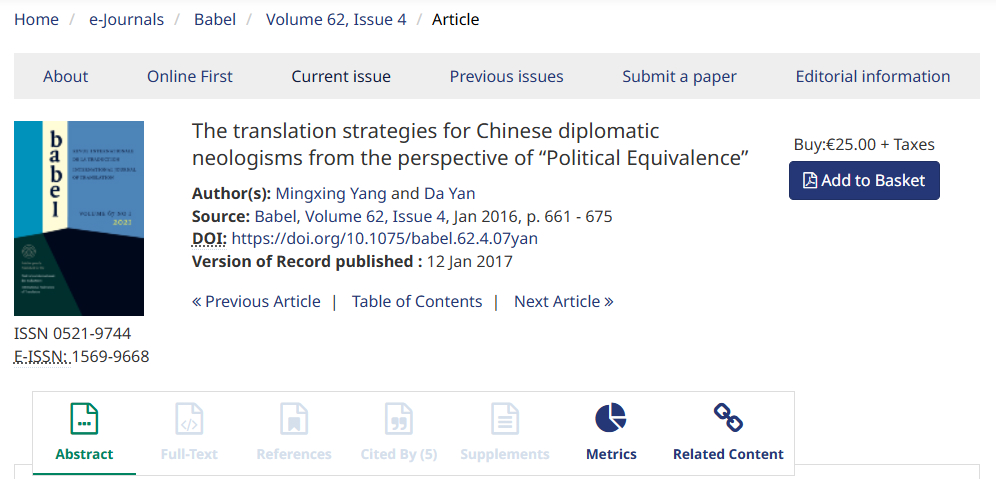 Home / e-Journals / Babel / Volume 62, Issue 4 / Article
About Online First Current issue Previous issues Submit a paper Editorial information
babel
VOLUME 67 NO 2
2021
The translation strategies for Chinese diplomatic
neologisms from the perspective of “Political Equivalence”
Author(s): Mingxing Yang and Da Yan
Source: Babel, Volume 62, Issue 4, Jan 2016, p. 661 - 675
DOI: https://doi.org/10.1075/babel.62.4.07yan
Version of Record published : 12 Jan 2017
« Previous Article | Table of Contents | Next Article »
Buy:€25.00 + Taxes
Add to Basket
ISSN 0521-9744
E-ISSN: 1569-9668
Abstract Full-Text References Cited By (5) Supplements Metrics Related Content